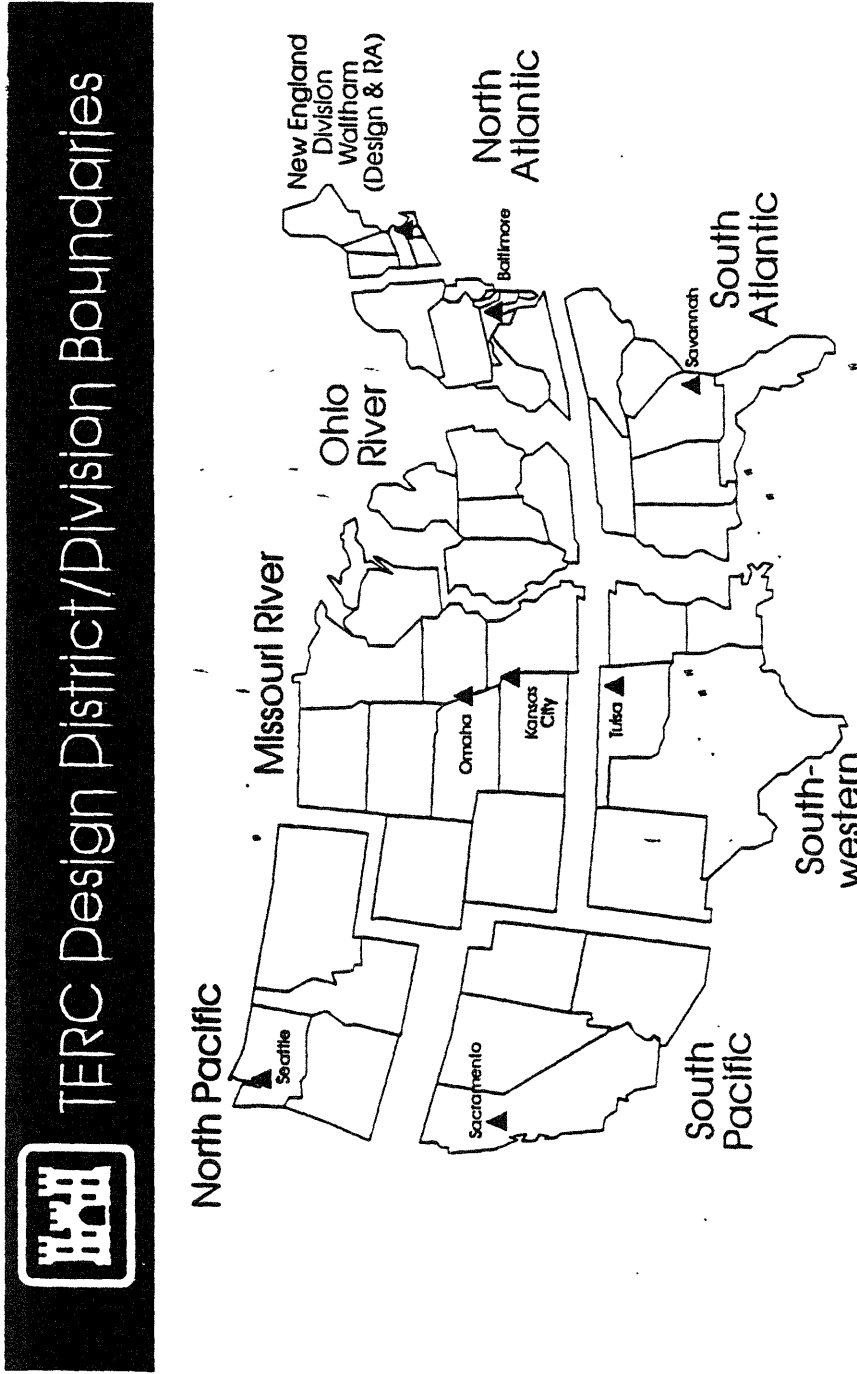 TERC Design District/Division Boundaries
North Pacific
Missouri River
Ohio
River
New England
Division
Waltham
(Design & RA)
North
Atlantic
Seattle
Omaha
Kansas
City
Baltimore
Sacramento
Tulsa
Savannah
South
Pacific
South-
western
South
Atlantic